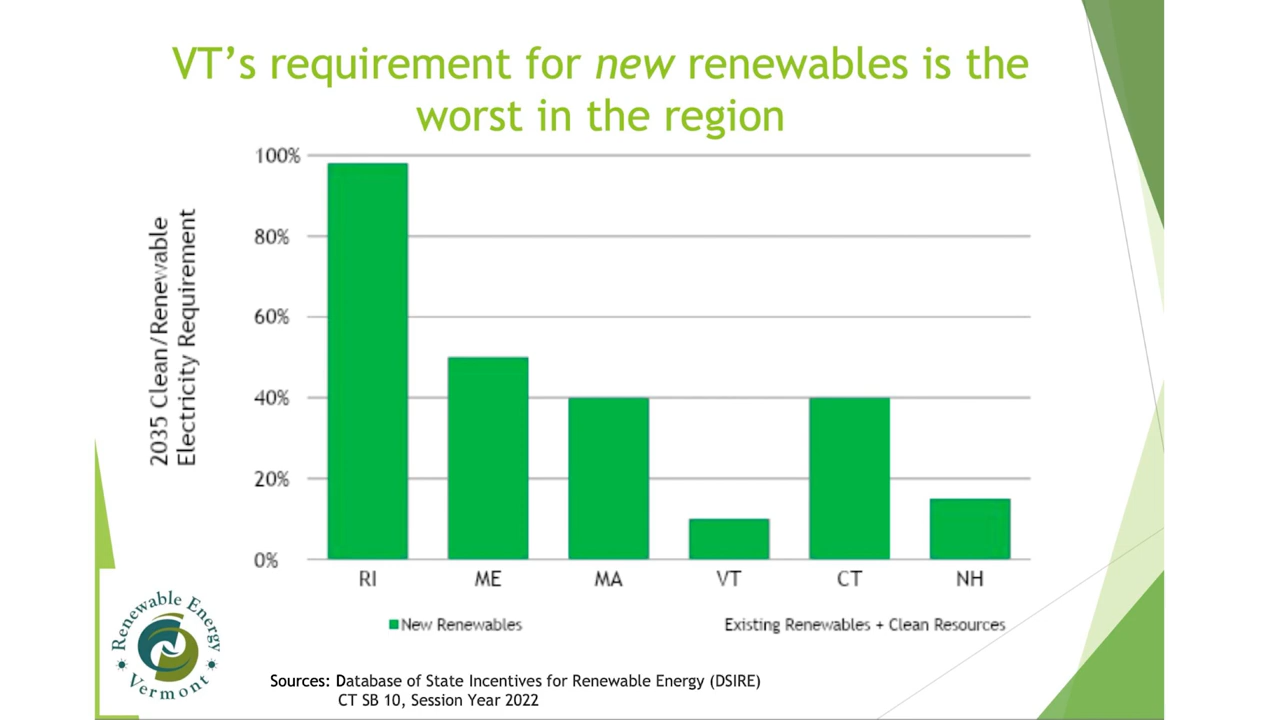 VT's requirement for new renewables is the
worst in the region
2035 Clean/Renewable
Electricity Requirement
100%
80%
60%
40%
20%
0%
RI
ME
MA
VT
CT
NH
New Renewables
Existing Renewables + Clean Resources
Renewable Energy
Vermont
Sources: Database of State Incentives for Renewable Energy (DSIRE)
CT SB 10, Session Year 2022